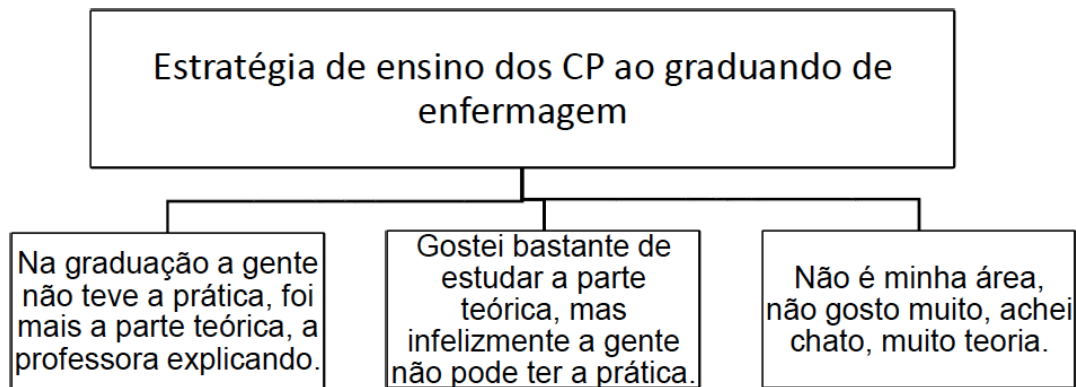 Estratégia de ensino dos CP ao graduando de
enfermagem
Na graduação a gente
não teve a prática, foi
mais a parte teórica, a
professora explicando.
Gostei bastante de
estudar a parte
teórica, mas
infelizmente a gente
não pode ter a prática.
Não é minha área,
não gosto muito, achei
chato, muito teoria.